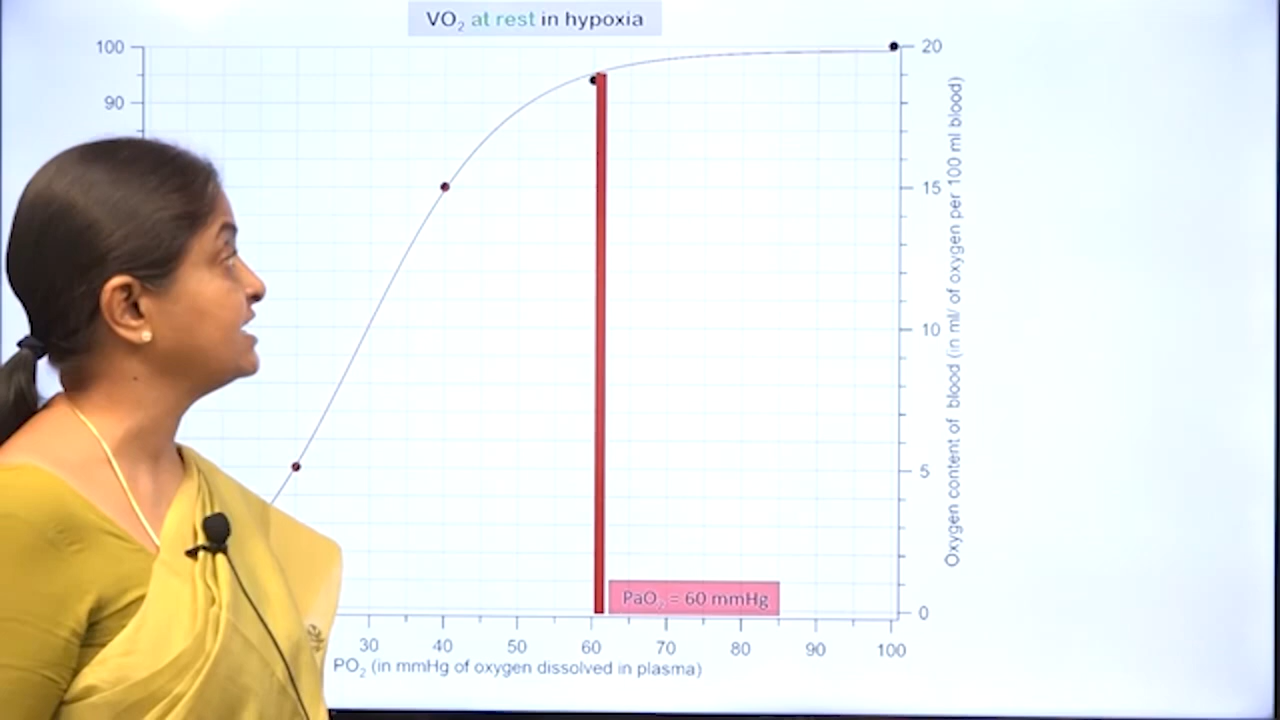 VO₂ at rest in hypoxia
100
90
20
15
10
5
0
Oxygen content of blood (in ml/ of oxygen per 100 ml blood)
PaO₂ = 60 mmHg
30 40 50 60 70 80 90 100
PO₂ (in mmHg of oxygen dissolved in plasma)